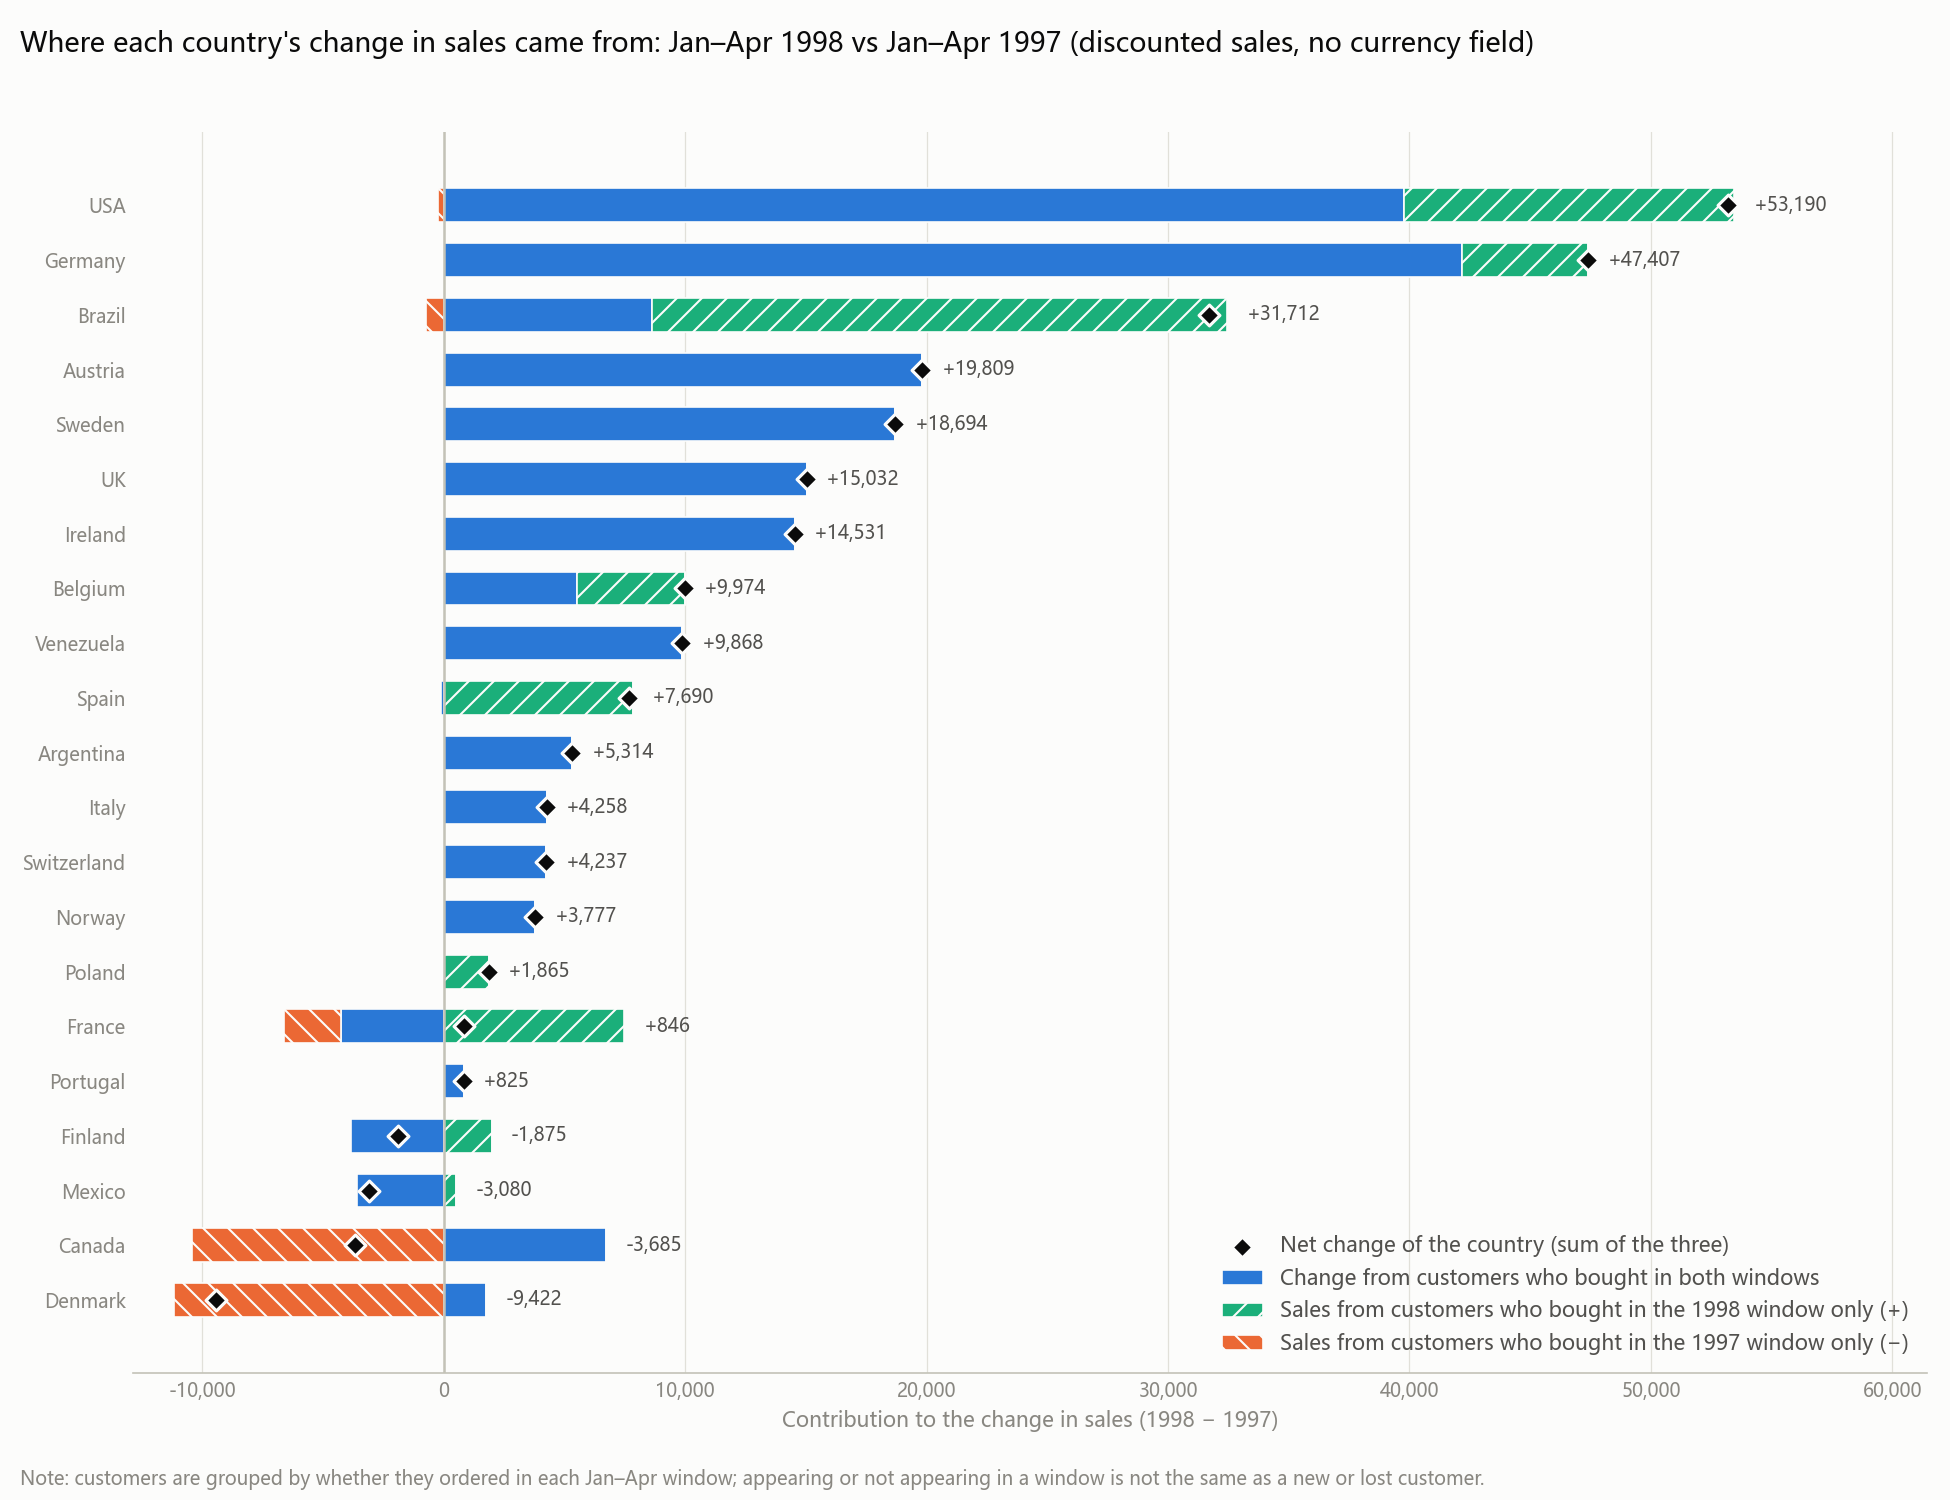 Where each country's change in sales came from: Jan–Apr 1998 vs Jan–Apr 1997 (discounted sales, no currency field)
USA +53,190
Germany +47,407
Brazil +31,712
Austria +19,809
Sweden +18,694
UK +15,032
Ireland +14,531
Belgium +9,974
Venezuela +9,868
Spain +7,690
Argentina +5,314
Italy +4,258
Switzerland +4,237
Norway +3,777
Poland +1,865
France +846
Portugal +825
Finland -1,875
Mexico -3,080
Canada -3,685
Denmark -9,422
Net change of the country (sum of the three)
Change from customers who bought in both windows
Sales from customers who bought in the 1998 window only (+)
Sales from customers who bought in the 1997 window only (−)
-10,000 0 10,000 20,000 30,000 40,000 50,000 60,000
Contribution to the change in sales (1998 − 1997)
Note: customers are grouped by whether they ordered in each Jan–Apr window; appearing or not appearing in a window is not the same as a new or lost customer.